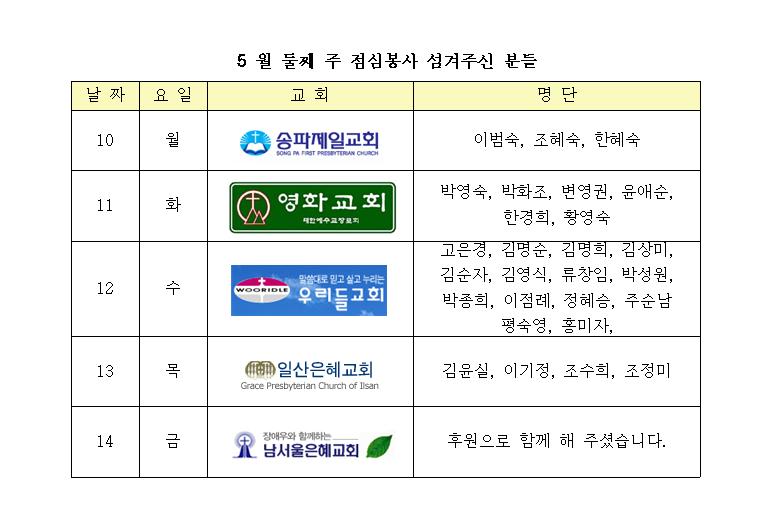 5 월 둘째 주 점심봉사 섬겨주신 분들
날 짜 요 일 교 회 명 단
10 월 송파제일교회 이범숙, 조혜숙, 한혜숙
SONG PA FIRST PRESBYTERIAN CHURCH
11 화 영화교회 박영숙, 박화조, 변영권, 윤애순,
대한예수교장로회 한경희, 황영숙
고은경, 김명순, 김명희, 김상미,
12 수 말씀대로 믿고 살고 누리는 김순자, 김영식, 류창임, 박성원,
WOORIDLE 우리들교회 박종희, 이점례, 정혜승, 주순남
평숙영, 홍미자,
13 목 일산은혜교회 김윤실, 이기정, 조수희, 조정미
Grace Presbyterian Church of Ilsan
장애우와 함께하는
14 금 남서울은혜교회 후원으로 함께 해 주셨습니다.